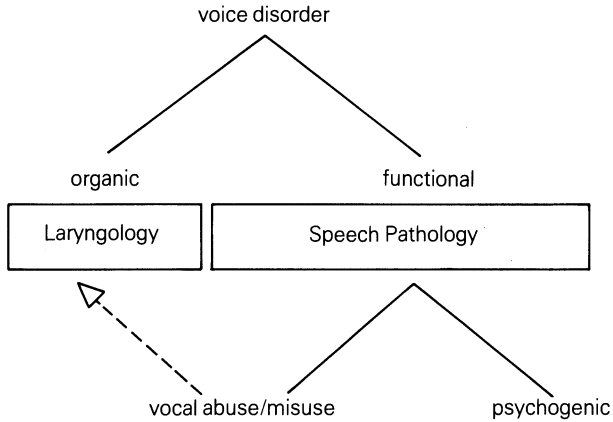 voice disorder
organic
functional
Laryngology
Speech Pathology
vocal abuse/misuse
psychogenic